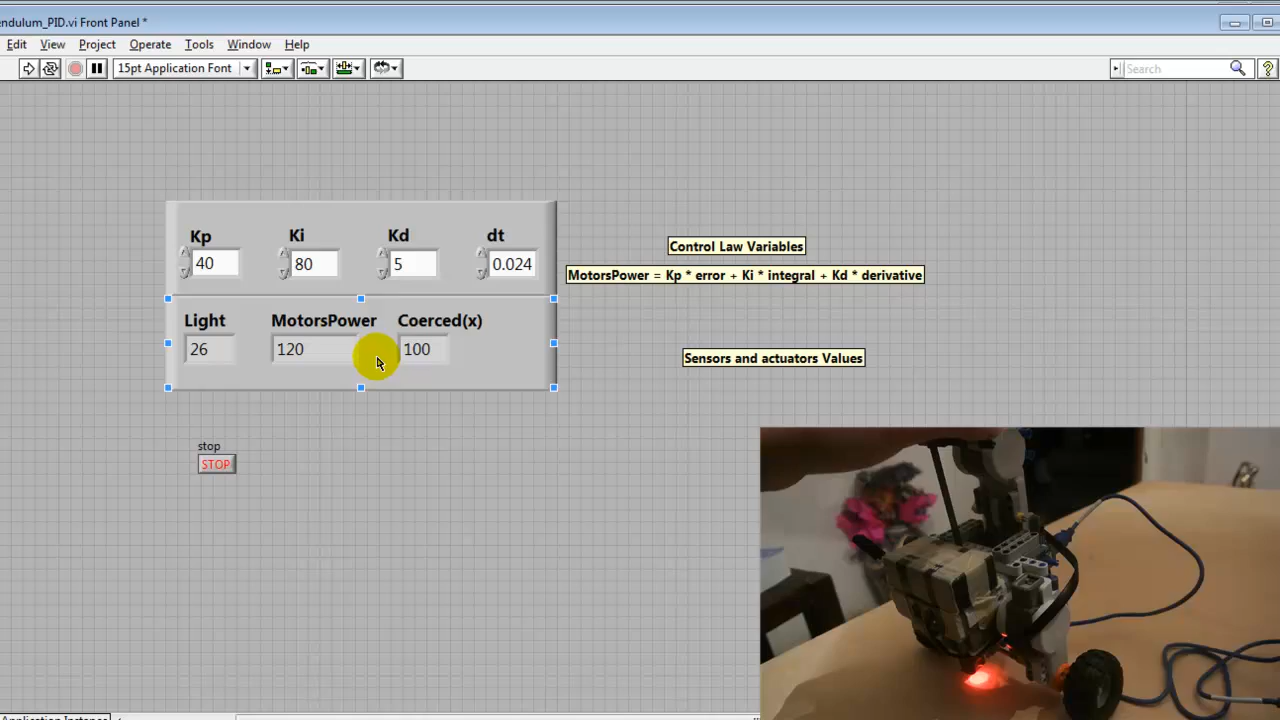 endulum_PID.vi Front Panel *
Edit View Project Operate Tools Window Help
15pt Application Font Search ?
Kp Ki Kd dt
40 80 5 0.024
Control Law Variables
MotorsPower = Kp * error + Ki * integral + Kd * derivative
Light MotorsPower Coerced(x)
26 120 100
Sensors and actuators Values
stop
STOP